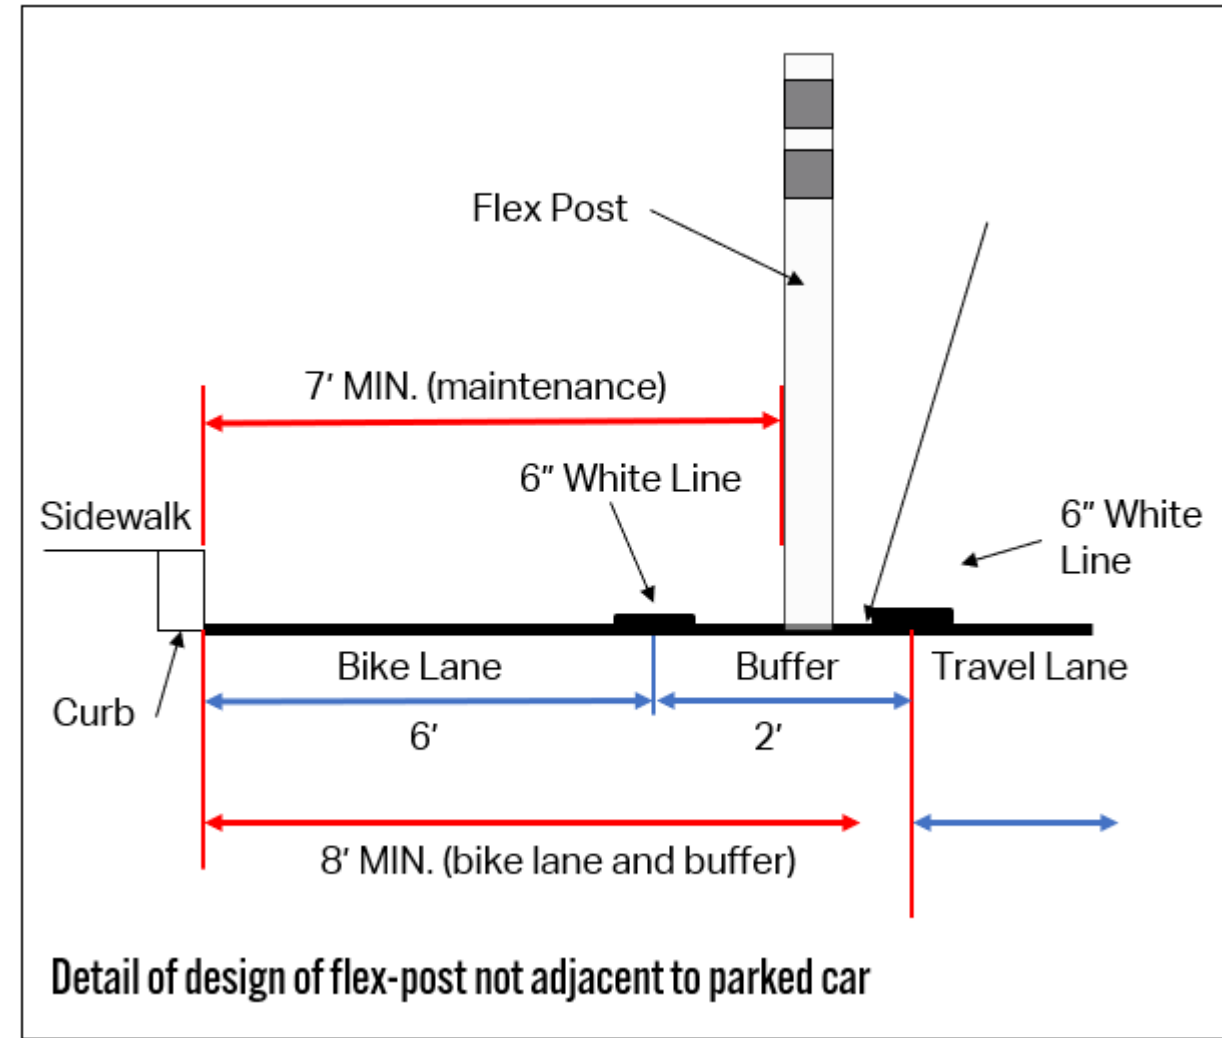 Flex Post
7′ MIN. (maintenance)
6″ White Line
Sidewalk
6″ White
Line
Bike Lane
Buffer
Travel Lane
Curb
6′
2′
8′ MIN. (bike lane and buffer)
Detail of design of flex-post not adjacent to parked car